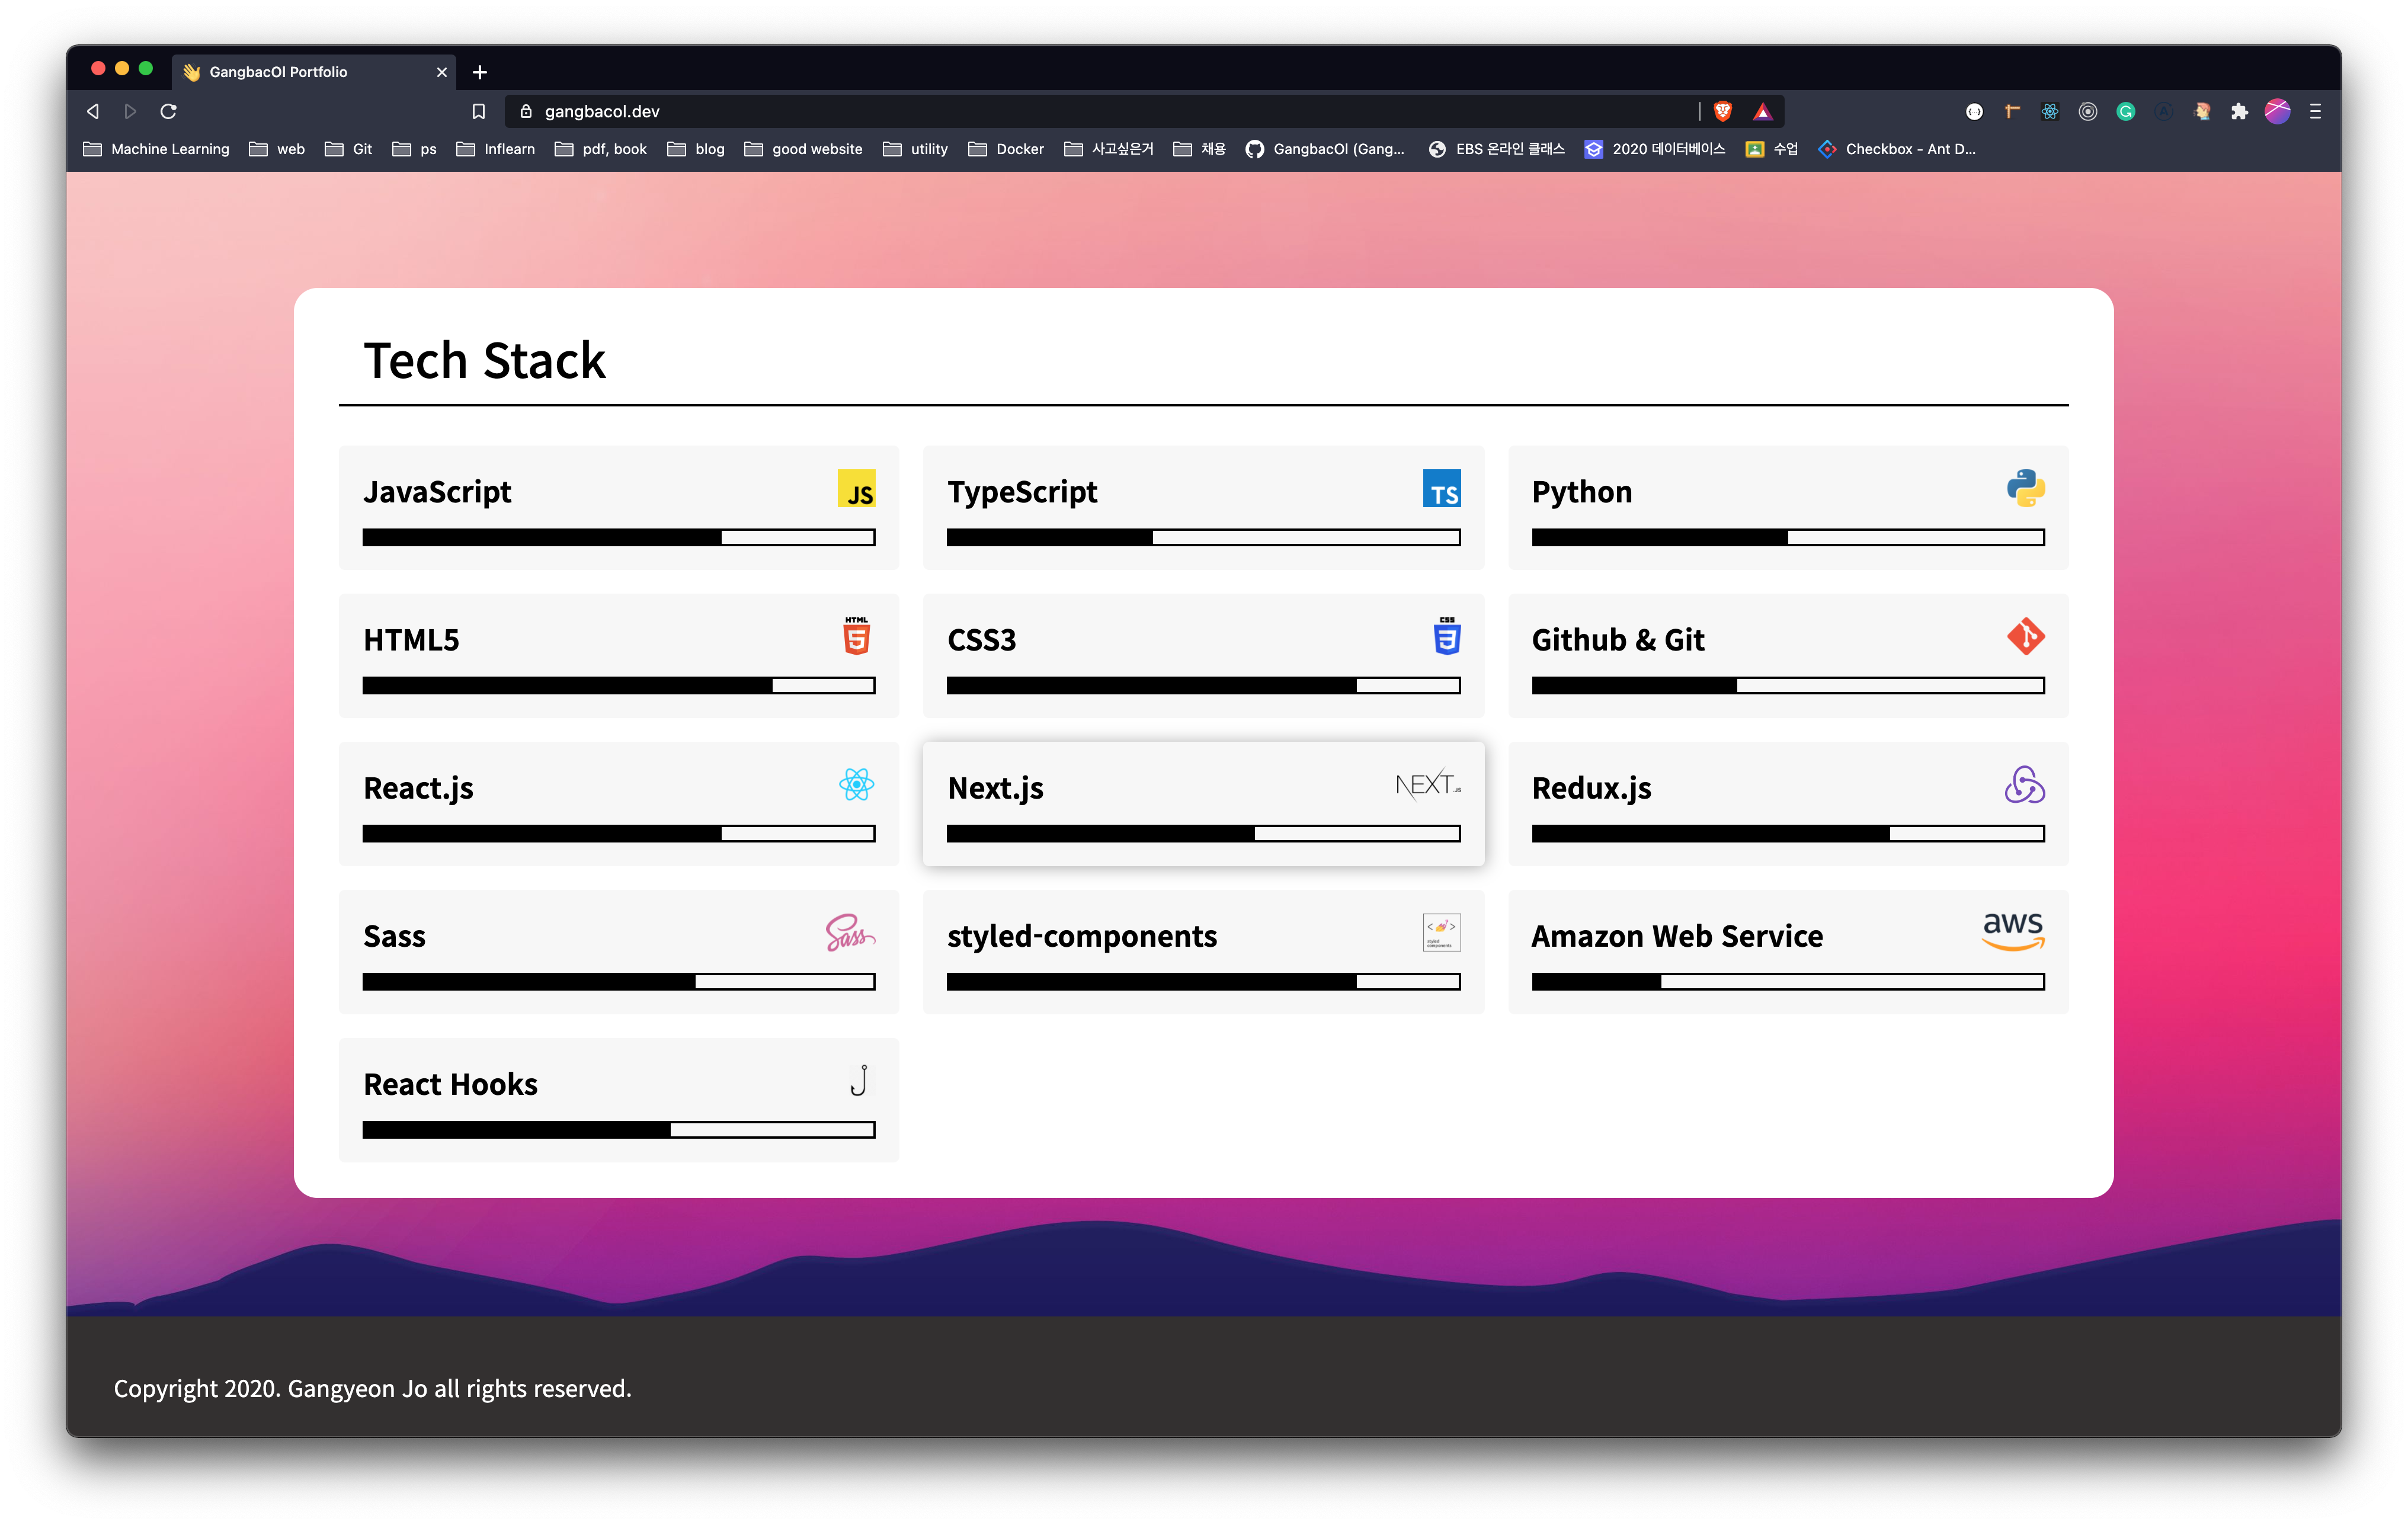 GangbacOl Portfolio
gangbacol.dev
Machine Learning web Git ps Inflearn pdf, book blog good website utility Docker 사고싶은거 채용 GangbacOl (Gang... EBS 온라인 클래스 2020 데이터베이스 수업 Checkbox - Ant D...
Tech Stack
JavaScript JS
TypeScript TS
Python
HTML5 HTML 5
CSS3 CSS 3
Github & Git
React.js
Next.js NEXT.JS
Redux.js
Sass Sass
styled-components <> styled components
Amazon Web Service aws
React Hooks
Copyright 2020. Gangyeon Jo all rights reserved.